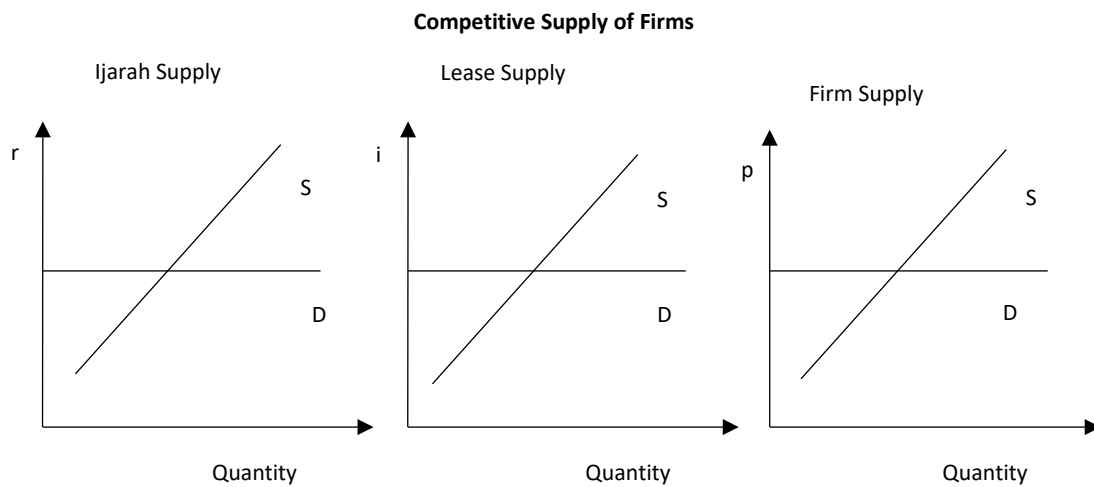 Competitive Supply of Firms
Ijarah Supply
Lease Supply
Firm Supply
r
i
p
S
S
S
D
D
D
Quantity
Quantity
Quantity